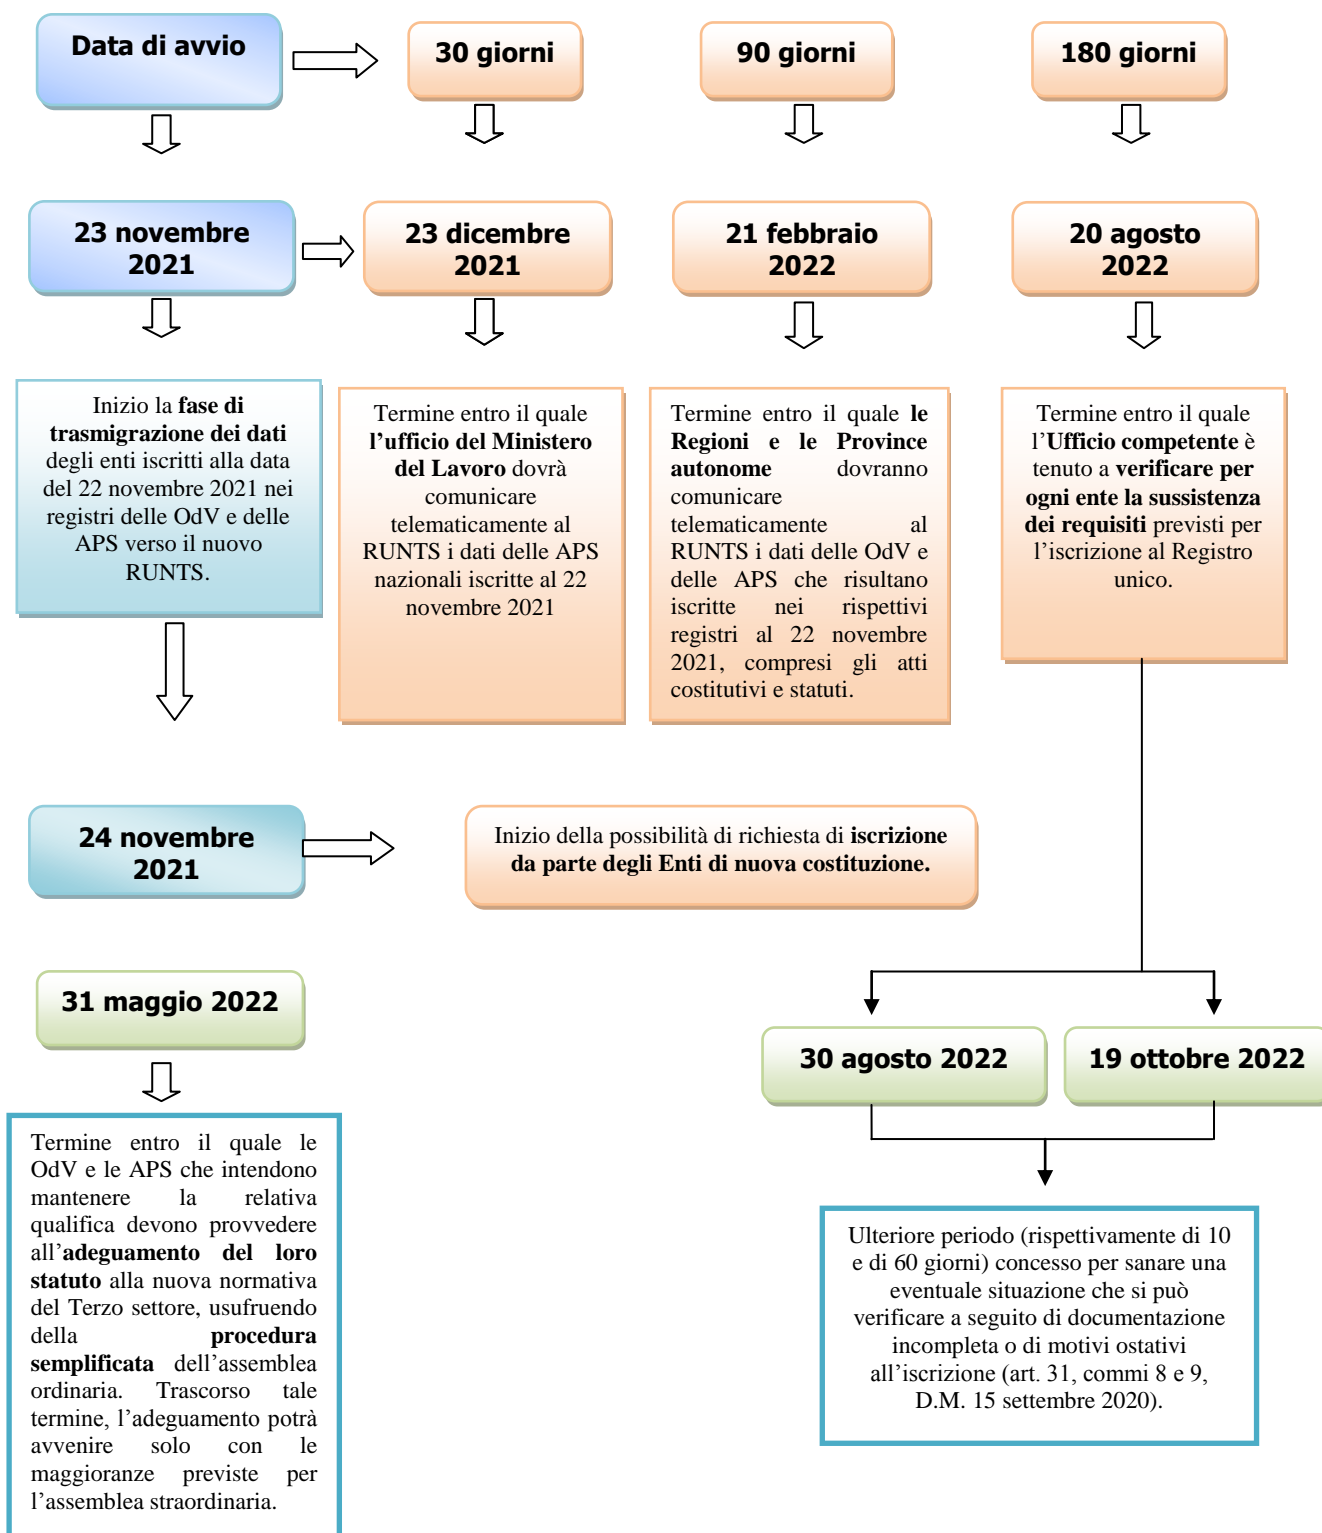 Data di avvio
30 giorni
90 giorni
180 giorni
23 novembre
2021
23 dicembre
2021
21 febbraio
2022
20 agosto
2022
Inizio la fase di
trasmigrazione dei dati
degli enti iscritti alla data
del 22 novembre 2021 nei
registri delle OdV e delle
APS verso il nuovo
RUNTS.
Termine entro il quale
l’ufficio del Ministero
del Lavoro dovrà
comunicare
telematicamente al
RUNTS i dati delle APS
nazionali iscritte al 22
novembre 2021
Termine entro il quale le
Regioni e le Province
autonome dovranno
comunicare
telematicamente al
RUNTS i dati delle OdV e
delle APS che risultano
iscritte nei rispettivi
registri al 22 novembre
2021, compresi gli atti
costitutivi e statuti.
Termine entro il quale
l’Ufficio competente è
tenuto a verificare per
ogni ente la sussistenza
dei requisiti previsti per
l’iscrizione al Registro
unico.
24 novembre
2021
Inizio della possibilità di richiesta di iscrizione
da parte degli Enti di nuova costituzione.
31 maggio 2022
30 agosto 2022
19 ottobre 2022
Termine entro il quale le
OdV e le APS che intendono
mantenere la relativa
qualifica devono provvedere
all’adeguamento del loro
statuto alla nuova normativa
del Terzo settore, usufruendo
della procedura
semplificata dell’assemblea
ordinaria. Trascorso tale
termine, l’adeguamento potrà
avvenire solo con le
maggioranze previste per
l’assemblea straordinaria.
Ulteriore periodo (rispettivamente di 10
e di 60 giorni) concesso per sanare una
eventuale situazione che si può
verificare a seguito di documentazione
incompleta o di motivi ostativi
all’iscrizione (art. 31, commi 8 e 9,
D.M. 15 settembre 2020).